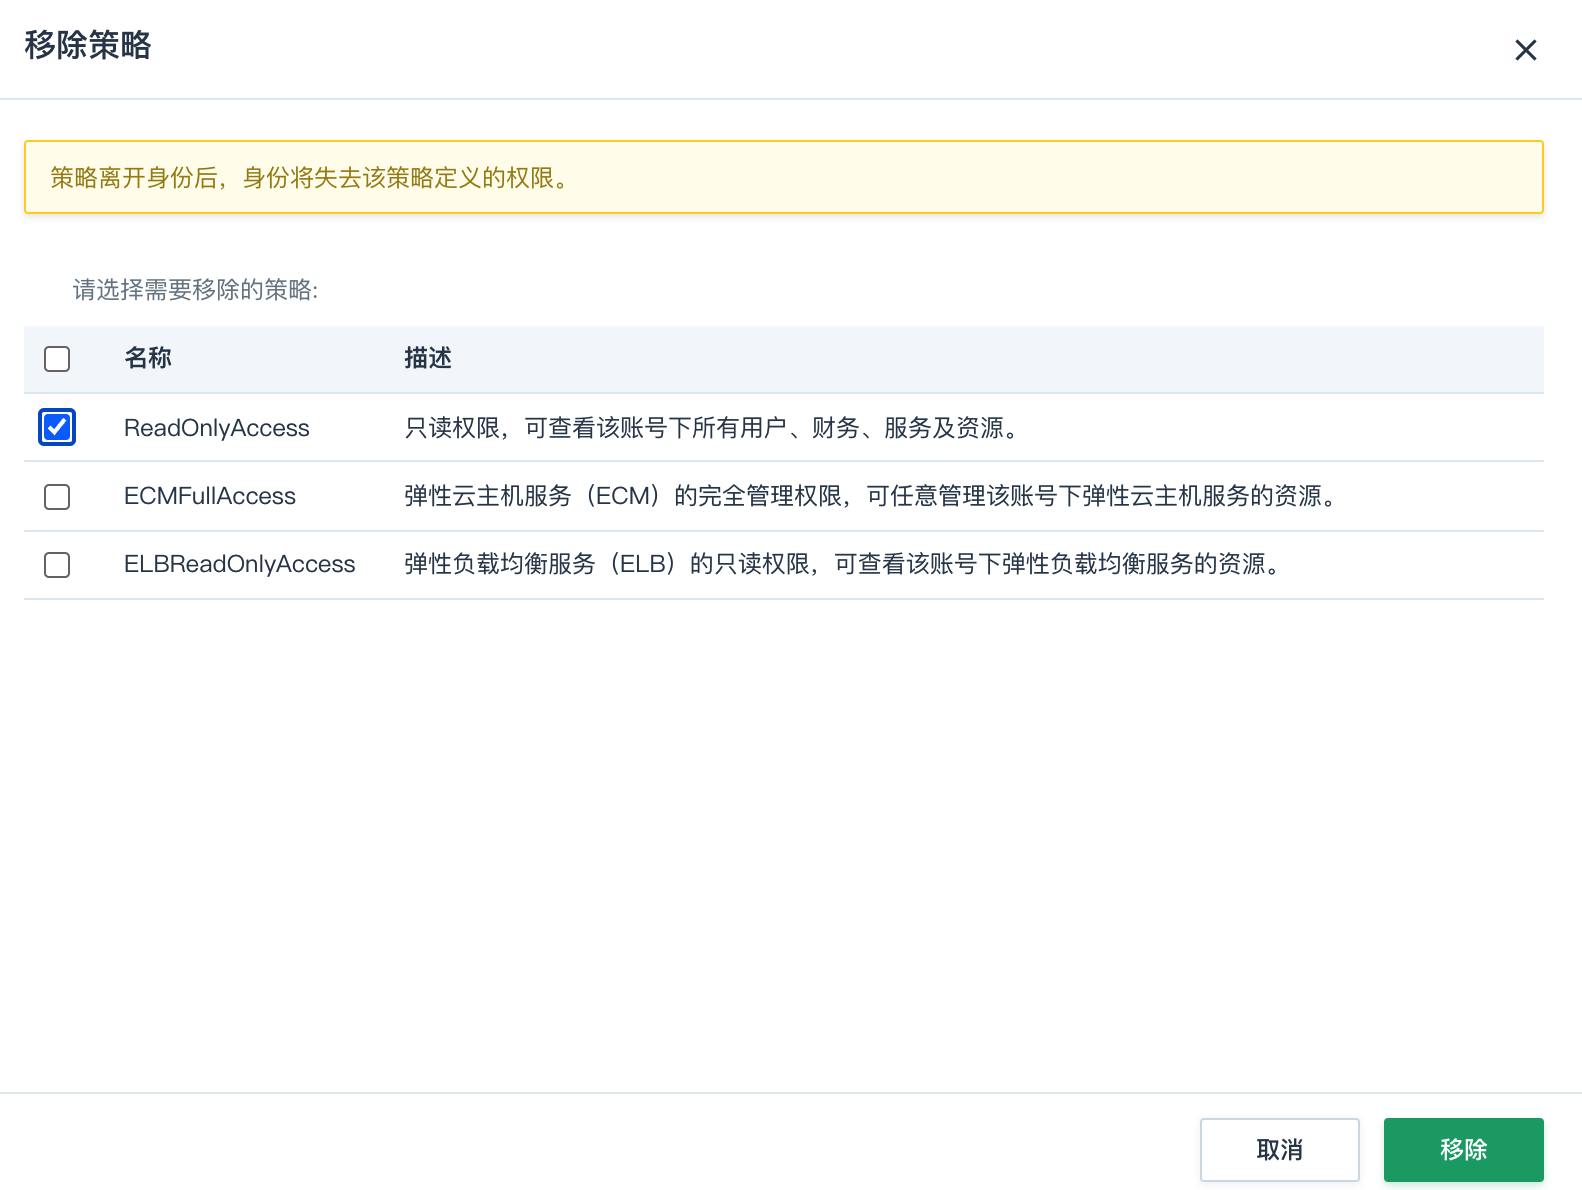 移除策略
策略离开身份后，身份将失去该策略定义的权限。
请选择需要移除的策略:
名称 描述
ReadOnlyAccess 只读权限，可查看该账号下所有用户、财务、服务及资源。
ECMFullAccess 弹性云主机服务（ECM）的完全管理权限，可任意管理该账号下弹性云主机服务的资源。
ELBReadOnlyAccess 弹性负载均衡服务（ELB）的只读权限，可查看该账号下弹性负载均衡服务的资源。
取消 移除